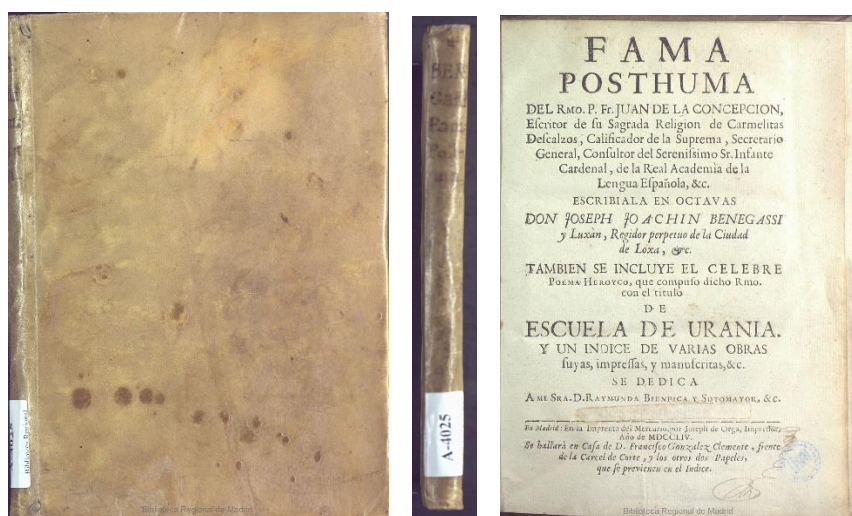 Biblioteca Regional
Biblioteca Regional de Madrid
BEN
A-4025
FAMA
POSTHUMA
DEL RMO. P. Fr. JUAN DE LA CONCEPCION,
Eſcritor de ſu Sagrada Religion de Carmelitas
Deſcalzos, Calificador de la Suprema, Secretario
General, Conſultor del Sereniſsimo Sr. Infante
Cardenal, de la Real Academia de la
Lengua Eſpañola, &c.
ESCRIBIALA EN OCTAVAS
DON JOSEPH JOACHIN BENEGASSI
y Luxàn, Regidor perpetuo de la Ciudad
de Loxa, &c.
TAMBIEN SE INCLUYE EL CELEBRE
POEMA HEROYCO, que compuſo dicho Rmo.
con el titulo
DE
ESCUELA DE URANIA.
Y UN INDICE DE VARIAS OBRAS
ſuyas, impreſſas, y manuſcritas, &c.
SE DEDICA
A MI SRA. D. RAYMUNDA BIENPICA Y SOTOMAYOR, &c.
En Madrid: En la Imprenta del Mercurio, por Joseph de Orga, Impreſſor,
Año de MDCCLIV.
Se hallarà en Caſa de D. Franciſco Gonzalez Clemente, frente
de la Carcel de Corte, y los otros dos Papeles,
que ſe previenen en el Indice.
Biblioteca Regional de Madrid